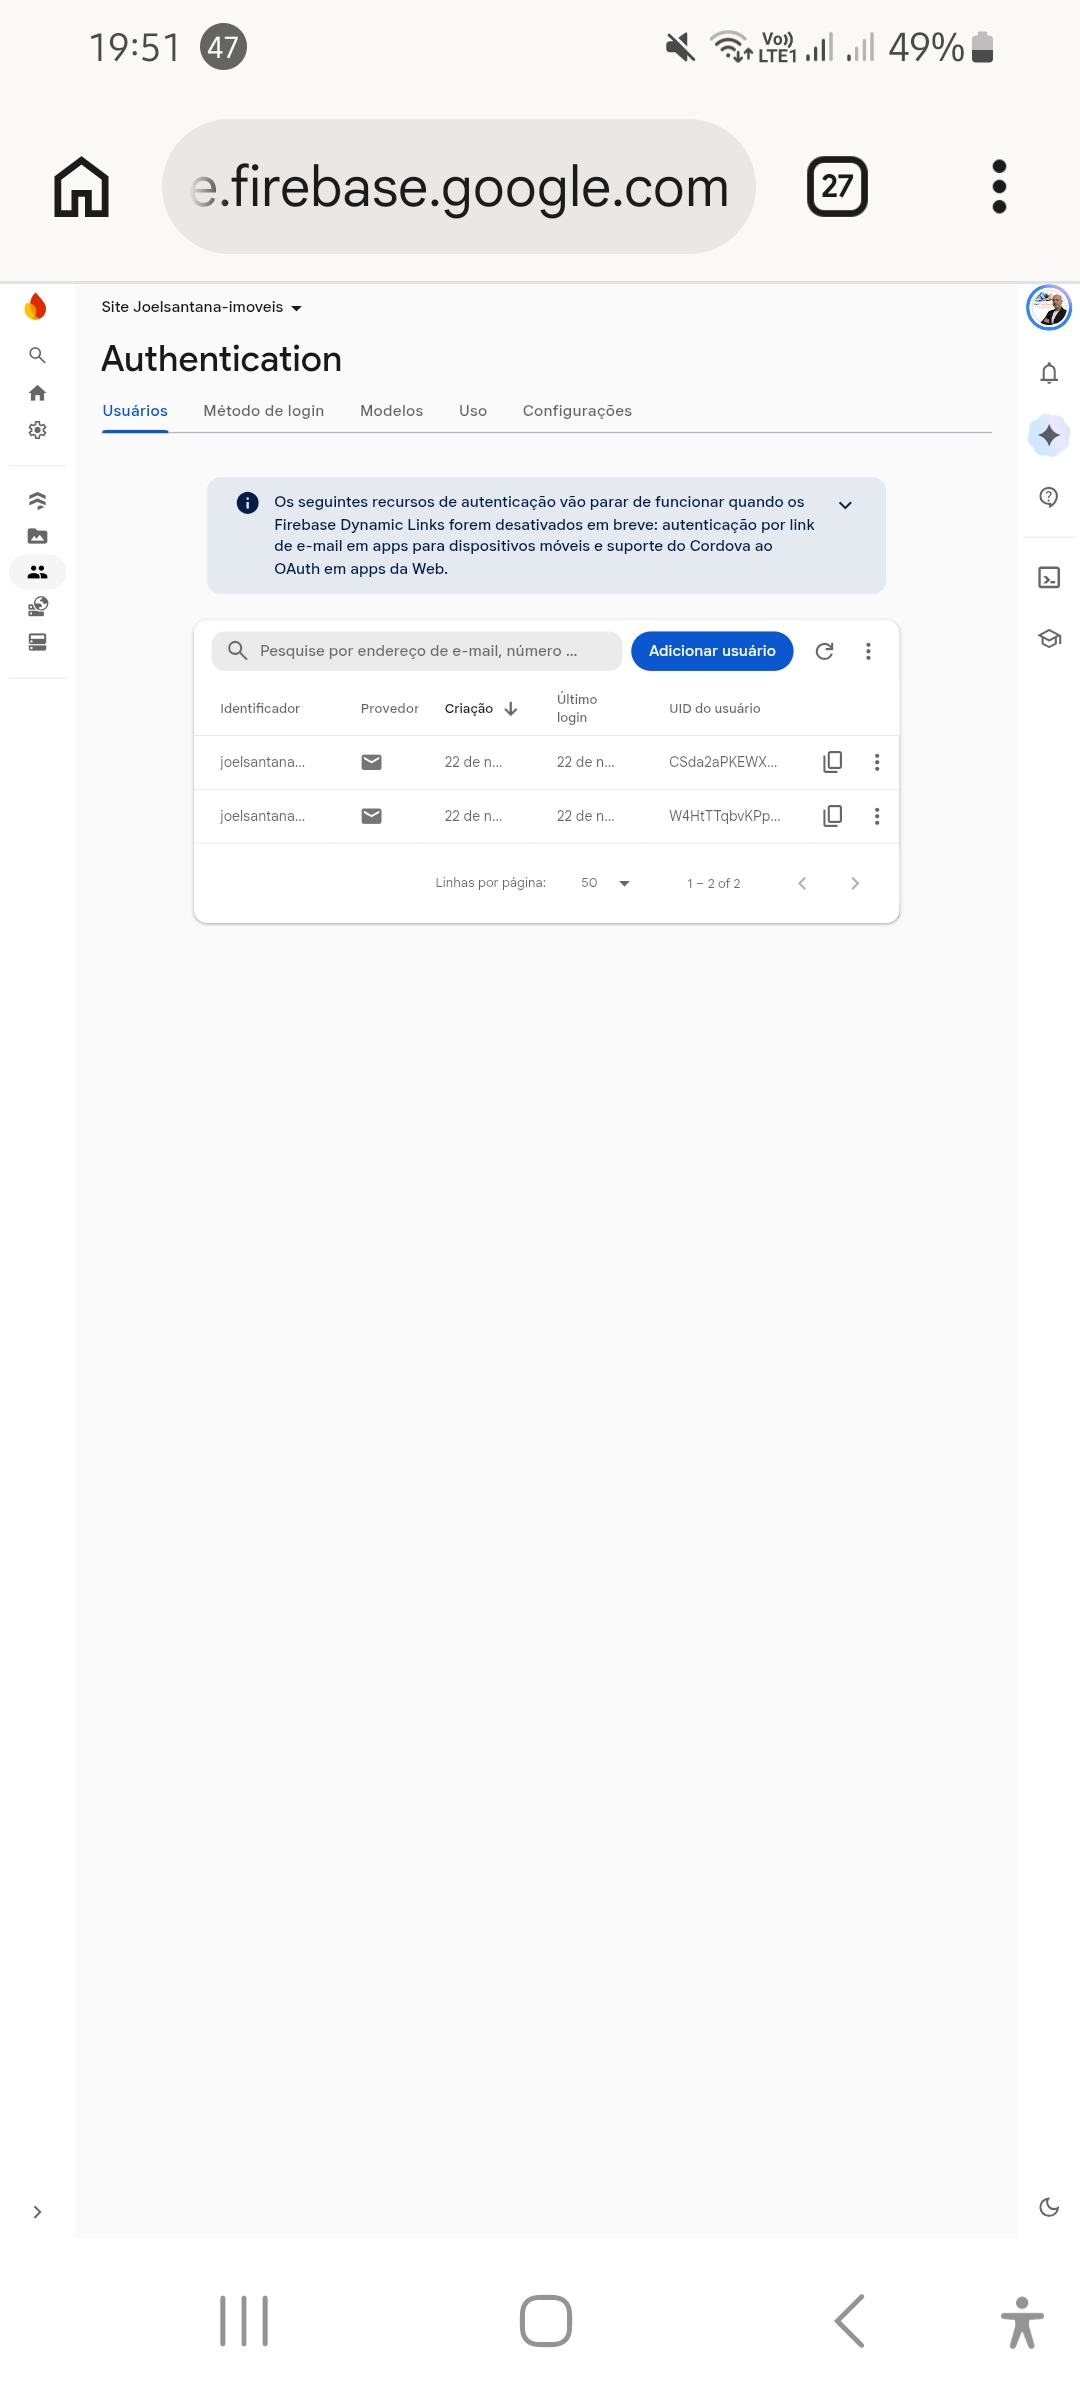 19:51 47 Vo)) LTE1 49%
e.firebase.google.com 27
Site Joelsantana-imoveis
Authentication
Usuários Método de login Modelos Uso Configurações
Os seguintes recursos de autenticação vão parar de funcionar quando os
Firebase Dynamic Links forem desativados em breve: autenticação por link
de e-mail em apps para dispositivos móveis e suporte do Cordova ao
OAuth em apps da Web.
Pesquise por endereço de e-mail, número ... Adicionar usuário
Identificador Provedor Criação Último login UID do usuário
joelsantana... 22 de n... 22 de n... CSda2aPKEWX...
joelsantana... 22 de n... 22 de n... W4HtTTqbvKPp...
Linhas por página: 50 1 – 2 of 2